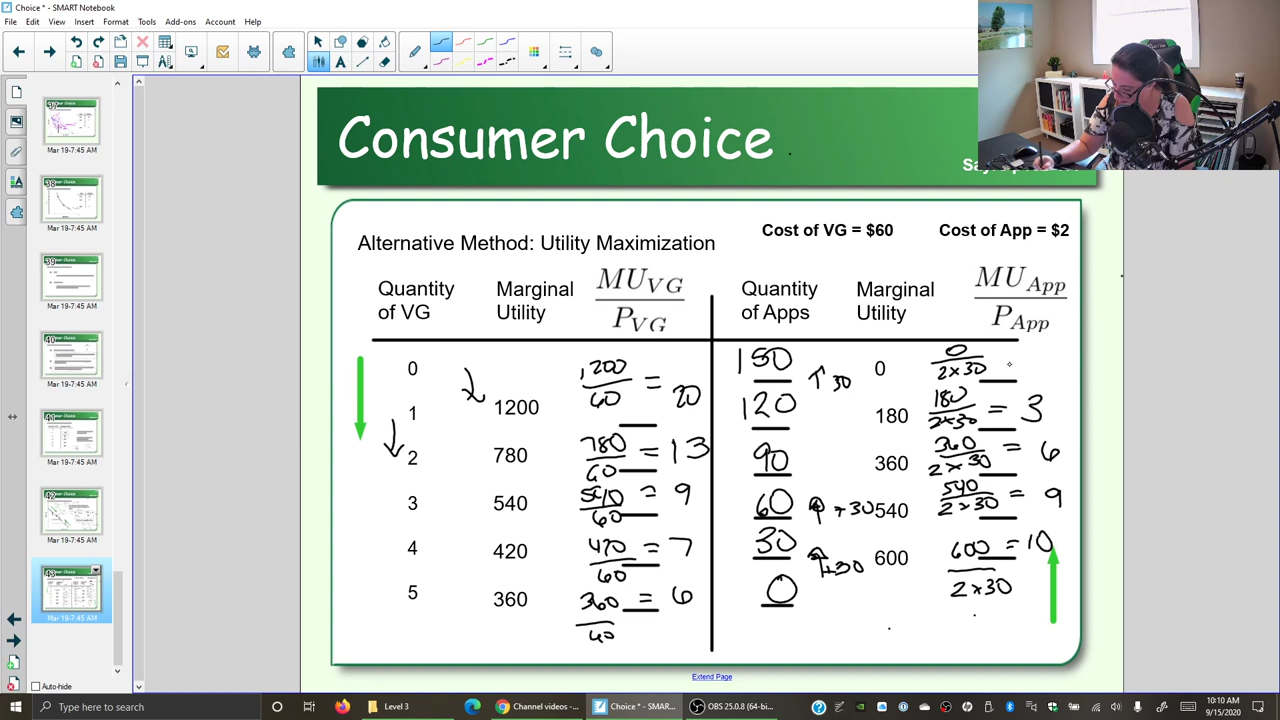 Choice * - SMART Notebook
File Edit View Insert Format Tools Add-ons Account Help
37
Mar 19-7:45 AM
38
Mar 19-7:45 AM
39
Mar 19-7:45 AM
40
Mar 19-7:45 AM
41
Mar 19-7:45 AM
42
Mar 19-7:45 AM
43
Mar 19-7:45 AM
Auto-hide
Consumer Choice
Alternative Method: Utility Maximization
Cost of VG = $60
Cost of App = $2
Quantity of VG
Marginal Utility
MU_VG / P_VG
Quantity of Apps
Marginal Utility
MU_App / P_App
0 150 ↑30 0 0/2×30
1 1200 1200/60 = 20 120 180 180/2×30 = 3
2 780 780/60 = 13 90 360 360/2×30 = 6
3 540 540/60 = 9 60 ↑+30 540 540/2×30 = 9
4 420 420/60 = 7 30 ↑+30 600 600/2×30 = 10
5 360 360/60 = 6 0
Extend Page
Type here to search
Level 3
Channel videos - ...
Choice * - SMAR...
OBS 25.0.8 (64-bi...
10:10 AM
9/15/2020